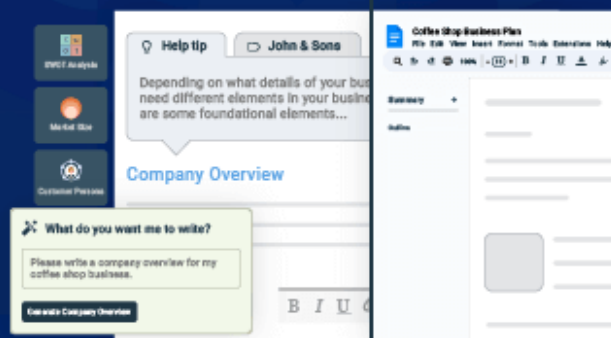 SWOT Analysis
Market Size
Customer Persona
Help tip
John & Sons
Depending on what details of your bus
need different elements in your busine
are some foundational elements...
Company Overview
What do you want me to write?
Please write a company overview for my
coffee shop business.
Generate Company Overview
B I U
Coffee Shop Business Plan
File Edit View Insert Format Tools Extensions Help
100% - 11 + B I U A
Summary +
Outline